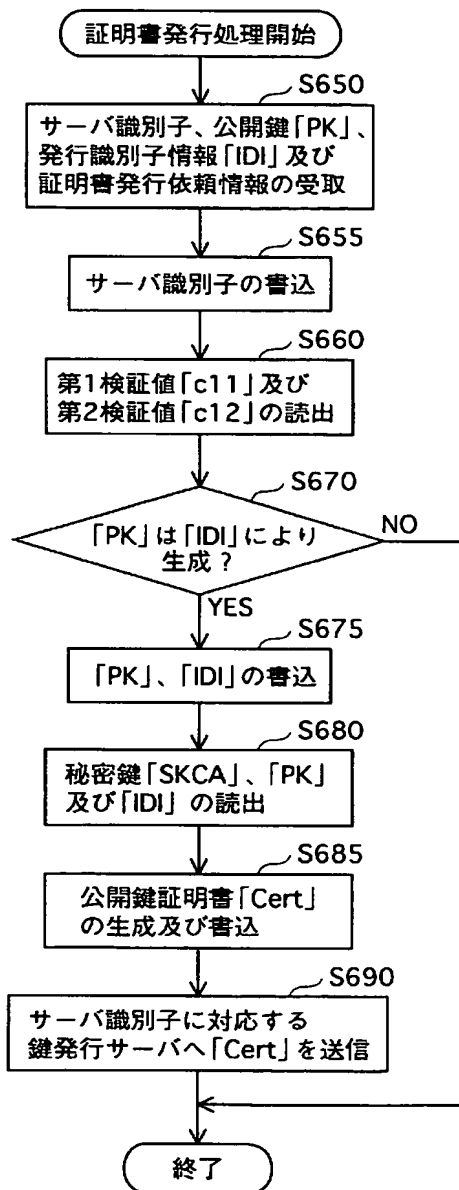 証明書発行処理開始
S650
サーバ識別子、公開鍵「PK」、
発行識別子情報「IDI」及び
証明書発行依頼情報の受取
S655
サーバ識別子の書込
S660
第1検証値「c11」及び
第2検証値「c12」の読出
S670
「PK」は「IDI」により
生成?
NO
YES
S675
「PK」、「IDI」の書込
S680
秘密鍵「SKCA」、「PK」
及び「IDI」の読出
S685
公開鍵証明書「Cert」
の生成及び書込
S690
サーバ識別子に対応する
鍵発行サーバへ「Cert」を送信
終了